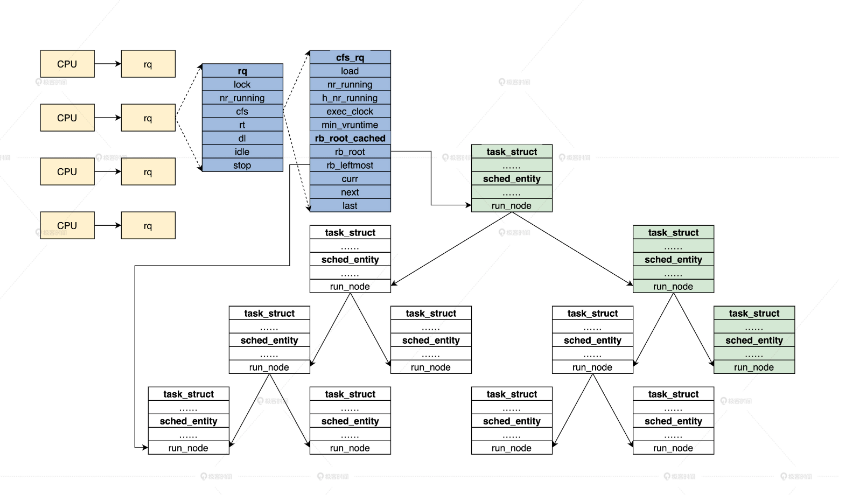 CPU
rq
CPU
rq
CPU
rq
CPU
rq
rq
lock
nr_running
cfs
rt
dl
idle
stop
cfs_rq
load
nr_running
h_nr_running
exec_clock
min_vruntime
rb_root_cached
rb_root
rb_leftmost
curr
next
last
task_struct
......
sched_entity
......
run_node
task_struct
......
sched_entity
......
run_node
task_struct
......
sched_entity
......
run_node
task_struct
......
sched_entity
......
run_node
task_struct
......
sched_entity
......
run_node
task_struct
......
sched_entity
......
run_node
task_struct
......
sched_entity
......
run_node
task_struct
......
sched_entity
......
run_node
task_struct
......
sched_entity
......
run_node
task_struct
......
sched_entity
......
run_node
task_struct
......
sched_entity
......
run_node